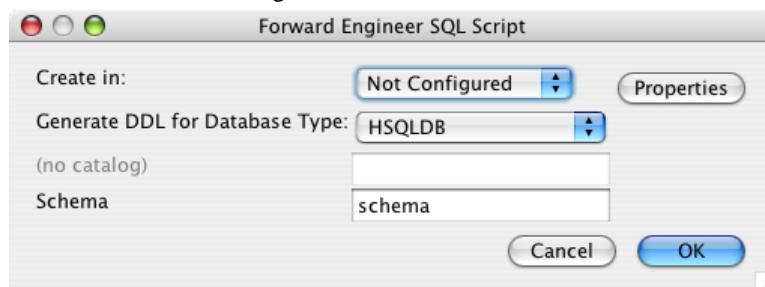 Forward Engineer SQL Script
Create in: Not Configured Properties
Generate DDL for Database Type: HSQLDB
(no catalog)
Schema schema
Cancel OK